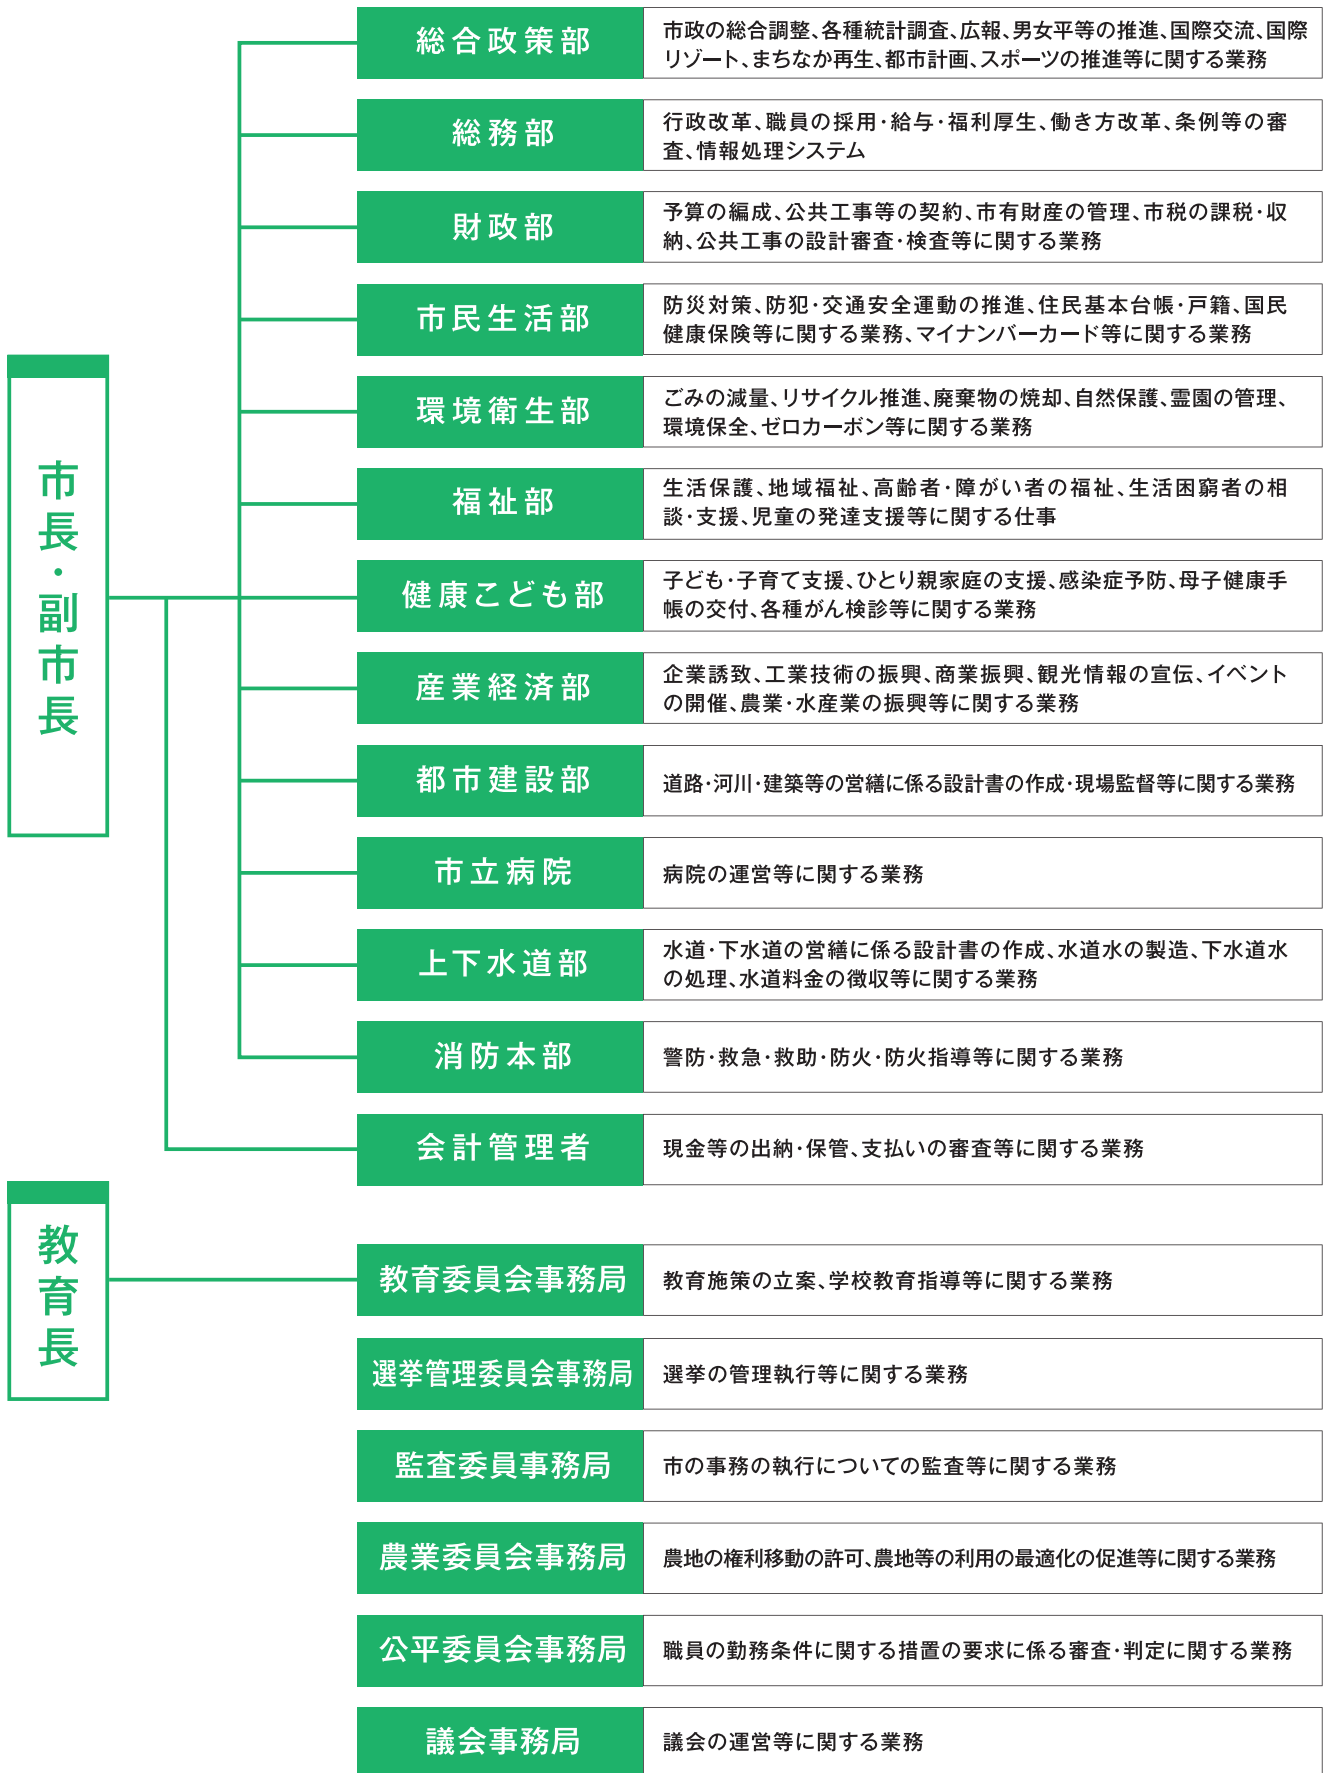 市長・副市長
総合政策部
市政の総合調整、各種統計調査、広報、男女平等の推進、国際交流、国際
リゾート、まちなか再生、都市計画、スポーツの推進等に関する業務
総務部
行政改革、職員の採用・給与・福利厚生、働き方改革、条例等の審
査、情報処理システム
財政部
予算の編成、公共工事等の契約、市有財産の管理、市税の課税・収
納、公共工事の設計審査・検査等に関する業務
市民生活部
防災対策、防犯・交通安全運動の推進、住民基本台帳・戸籍、国民
健康保険等に関する業務、マイナンバーカード等に関する業務
環境衛生部
ごみの減量、リサイクル推進、廃棄物の焼却、自然保護、霊園の管理、
環境保全、ゼロカーボン等に関する業務
福祉部
生活保護、地域福祉、高齢者・障がい者の福祉、生活困窮者の相
談・支援、児童の発達支援等に関する仕事
健康こども部
子ども・子育て支援、ひとり親家庭の支援、感染症予防、母子健康手
帳の交付、各種がん検診等に関する業務
産業経済部
企業誘致、工業技術の振興、商業振興、観光情報の宣伝、イベント
の開催、農業・水産業の振興等に関する業務
都市建設部
道路・河川・建築等の営繕に係る設計書の作成・現場監督等に関する業務
市立病院
病院の運営等に関する業務
上下水道部
水道・下水道の営繕に係る設計書の作成、水道水の製造、下水道水
の処理、水道料金の徴収等に関する業務
消防本部
警防・救急・救助・防火・防火指導等に関する業務
会計管理者
現金等の出納・保管、支払いの審査等に関する業務
教育長
教育委員会事務局
教育施策の立案、学校教育指導等に関する業務
選挙管理委員会事務局
選挙の管理執行等に関する業務
監査委員事務局
市の事務の執行についての監査等に関する業務
農業委員会事務局
農地の権利移動の許可、農地等の利用の最適化の促進等に関する業務
公平委員会事務局
職員の勤務条件に関する措置の要求に係る審査・判定に関する業務
議会事務局
議会の運営等に関する業務